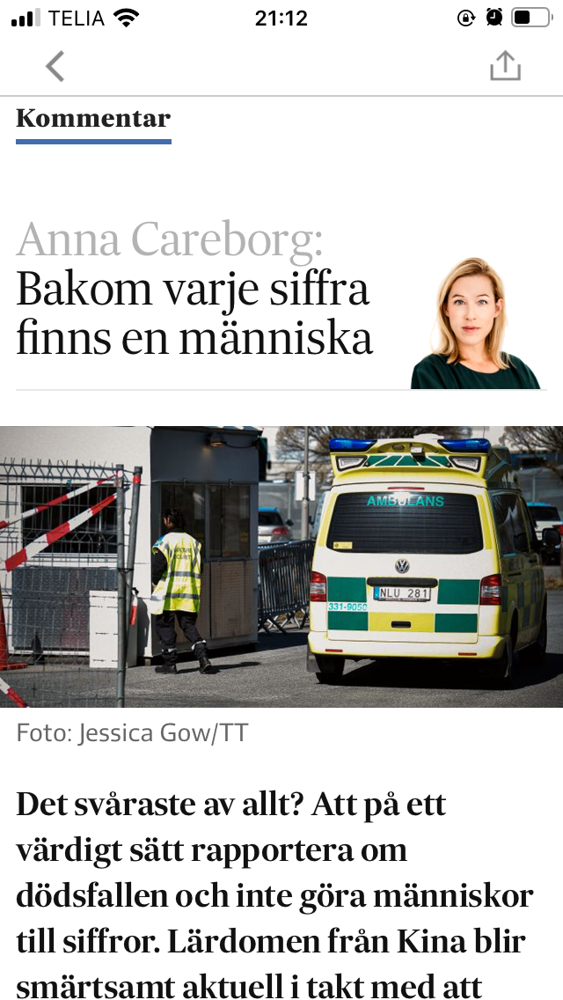 TELIA
21:12
Kommentar
Anna Careborg:
Bakom varje siffra
finns en människa
AMBULANS
NLU 281
331-9050
Foto: Jessica Gow/TT
Det svåraste av allt? Att på ett
värdigt sätt rapportera om
dödsfallen och inte göra människor
till siffror. Lärdomen från Kina blir
smärtsamt aktuell i takt med att